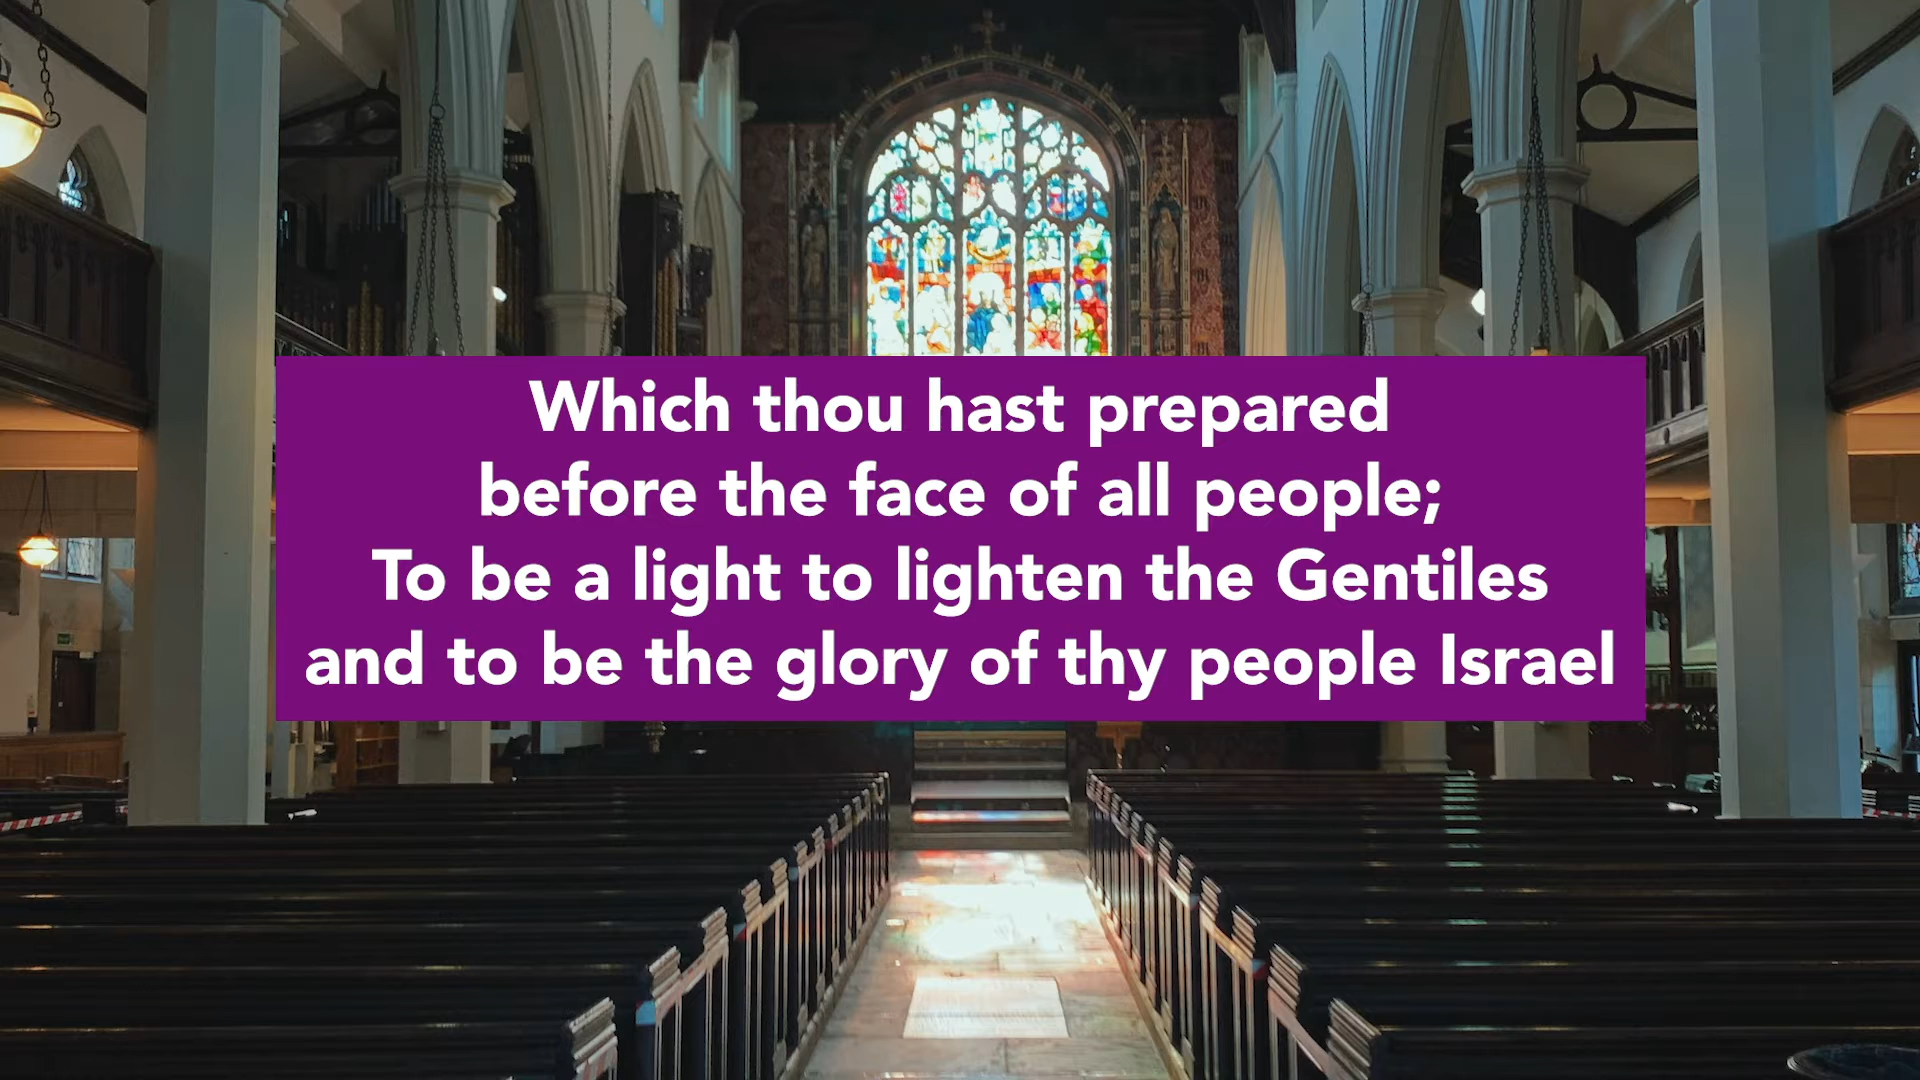 Which thou hast prepared
before the face of all people;
To be a light to lighten the Gentiles
and to be the glory of thy people Israel